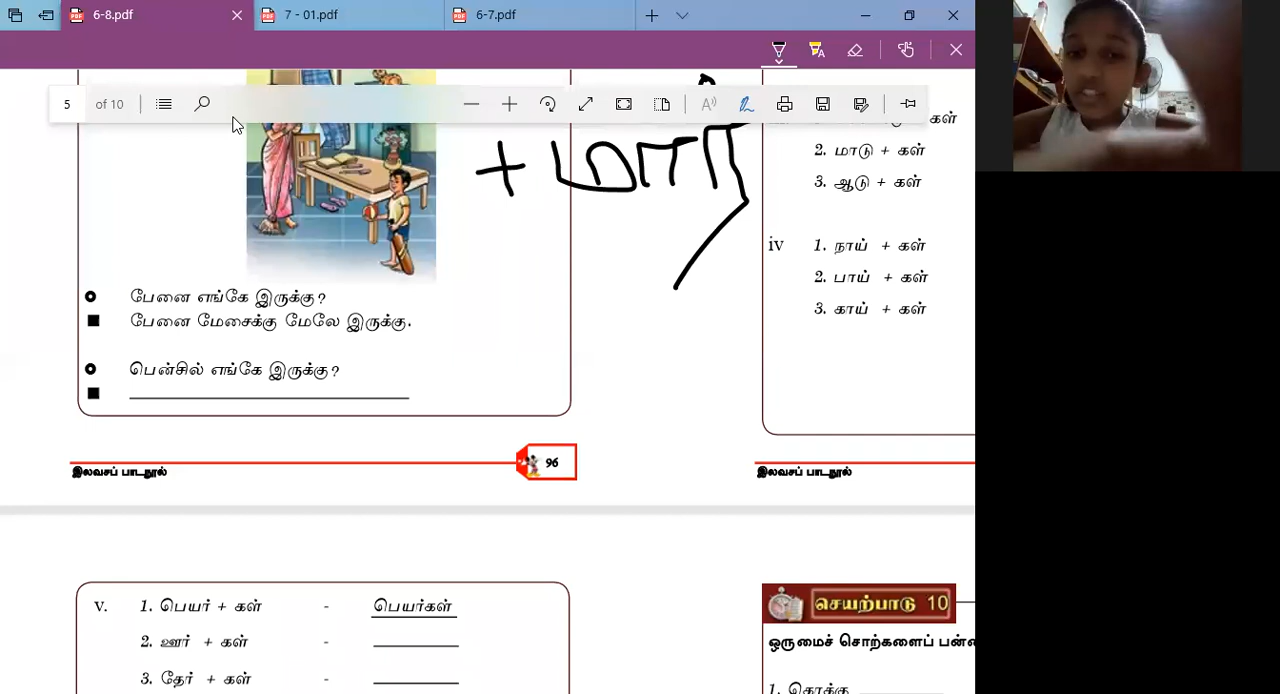 6-8.pdf
7 - 01.pdf
6-7.pdf
5 of 10
+ மார்
கள்
2. மாடு + கள்
3. ஆடு + கள்
iv 1. நாய் + கள்
2. பாய் + கள்
3. காய் + கள்
பேனை எங்கே இருக்கு?
பேனை மேசைக்கு மேலே இருக்கு.
பென்சில் எங்கே இருக்கு?
இலவசப் பாடநூல் 96
இலவசப் பாடநூல்
v. 1. பெயர் + கள் - பெயர்கள்
2. ஊர் + கள் -
3. தேர் + கள் -
செயற்பாடு 10
ஒருமைச் சொற்களைப்
1. கொக்கு